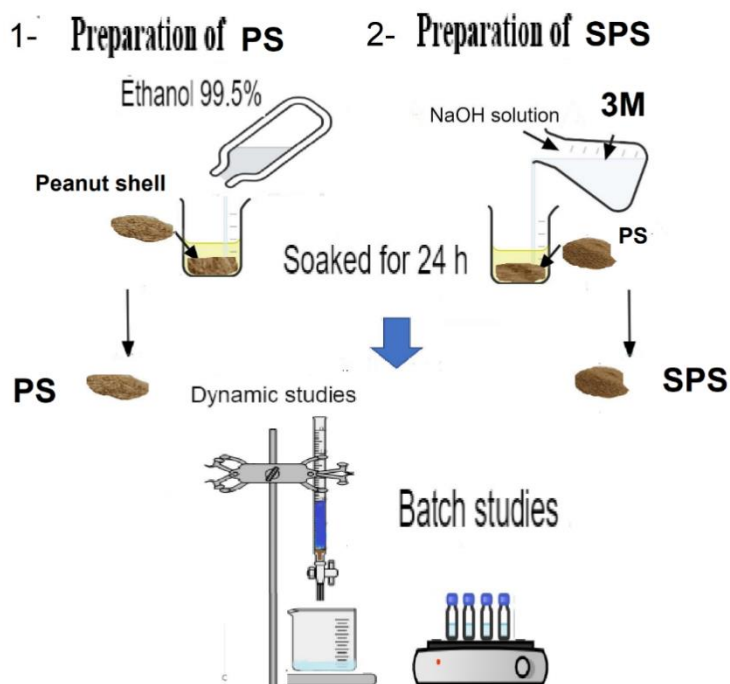 1- Preparation of PS
2- Preparation of SPS
Ethanol 99.5%
3M
NaOH solution
Peanut shell
PS
Soaked for 24 h
PS
SPS
Dynamic studies
Batch studies